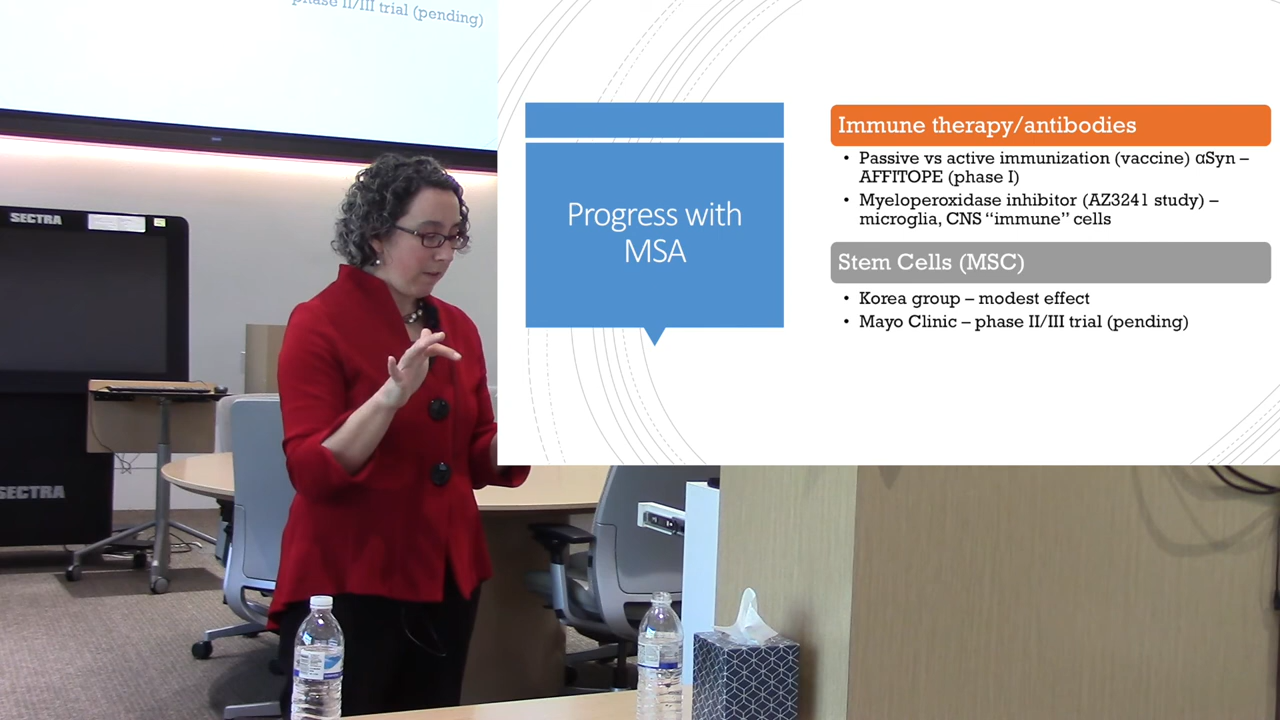 phase II/III trial (pending)
SECTRA
SECTRA
Progress with
MSA
Immune therapy/antibodies
• Passive vs active immunization (vaccine) αSyn –
AFFITOPE (phase I)
• Myeloperoxidase inhibitor (AZ3241 study) –
microglia, CNS “immune” cells
Stem Cells (MSC)
• Korea group – modest effect
• Mayo Clinic – phase II/III trial (pending)